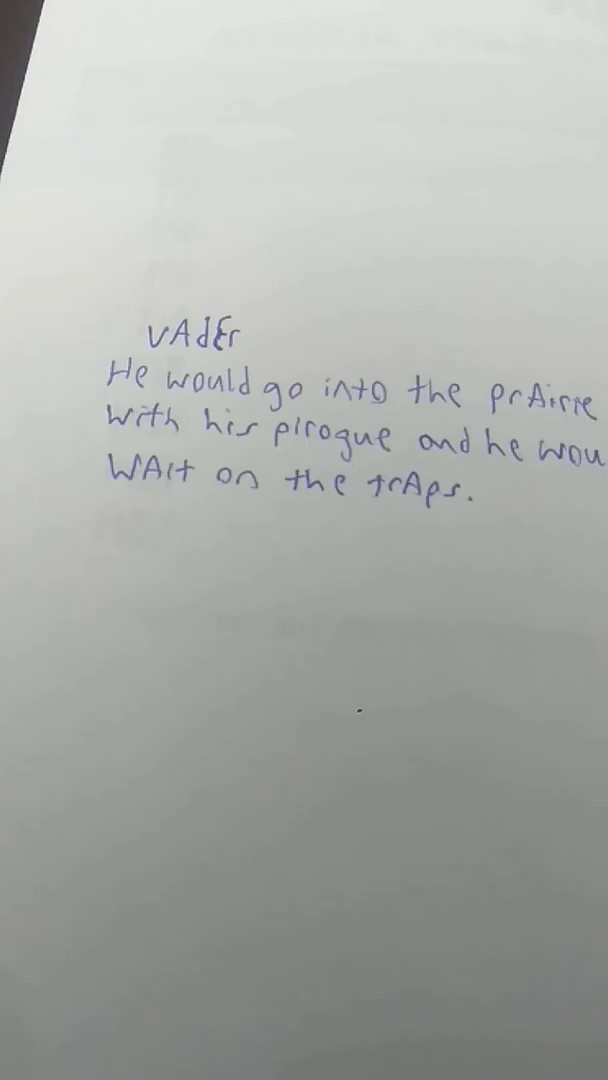 VAdEr
He would go into the prAirie
with his pirogue and he wou
WAit on the trAps.